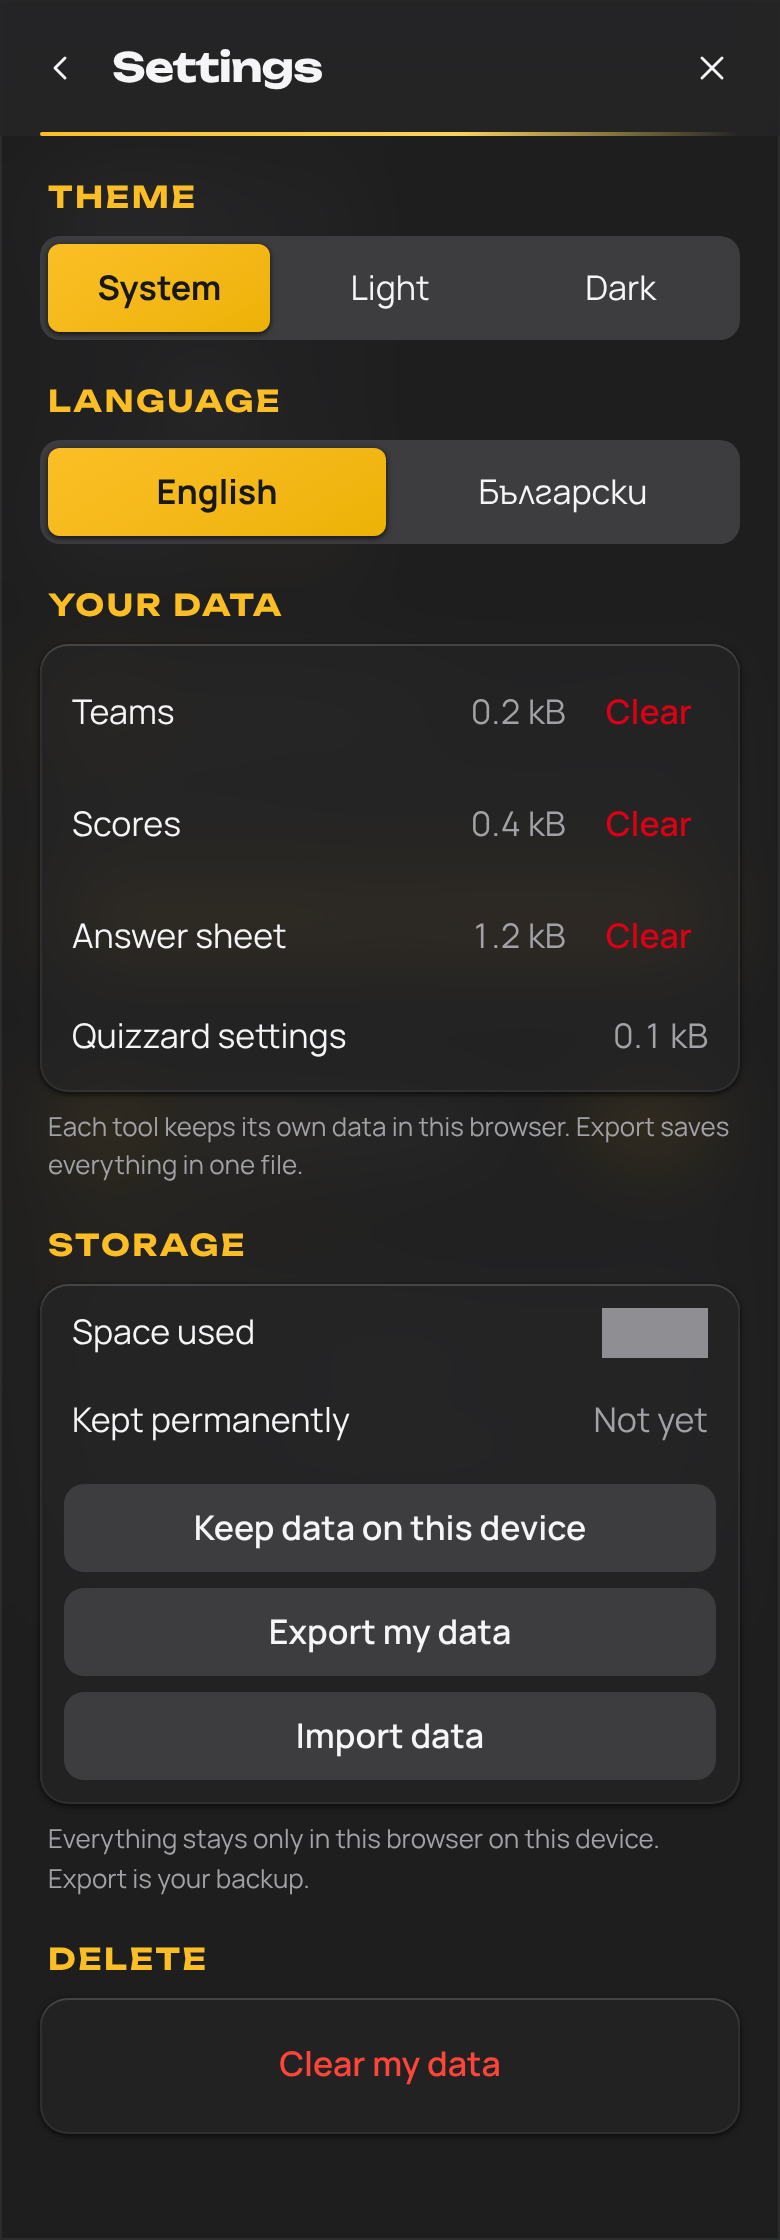 Settings
THEME
System Light Dark
LANGUAGE
English Български
YOUR DATA
Teams 0.2 kB Clear
Scores 0.4 kB Clear
Answer sheet 1.2 kB Clear
Quizzard settings 0.1 kB
Each tool keeps its own data in this browser. Export saves
everything in one file.
STORAGE
Space used
Kept permanently Not yet
Keep data on this device
Export my data
Import data
Everything stays only in this browser on this device.
Export is your backup.
DELETE
Clear my data